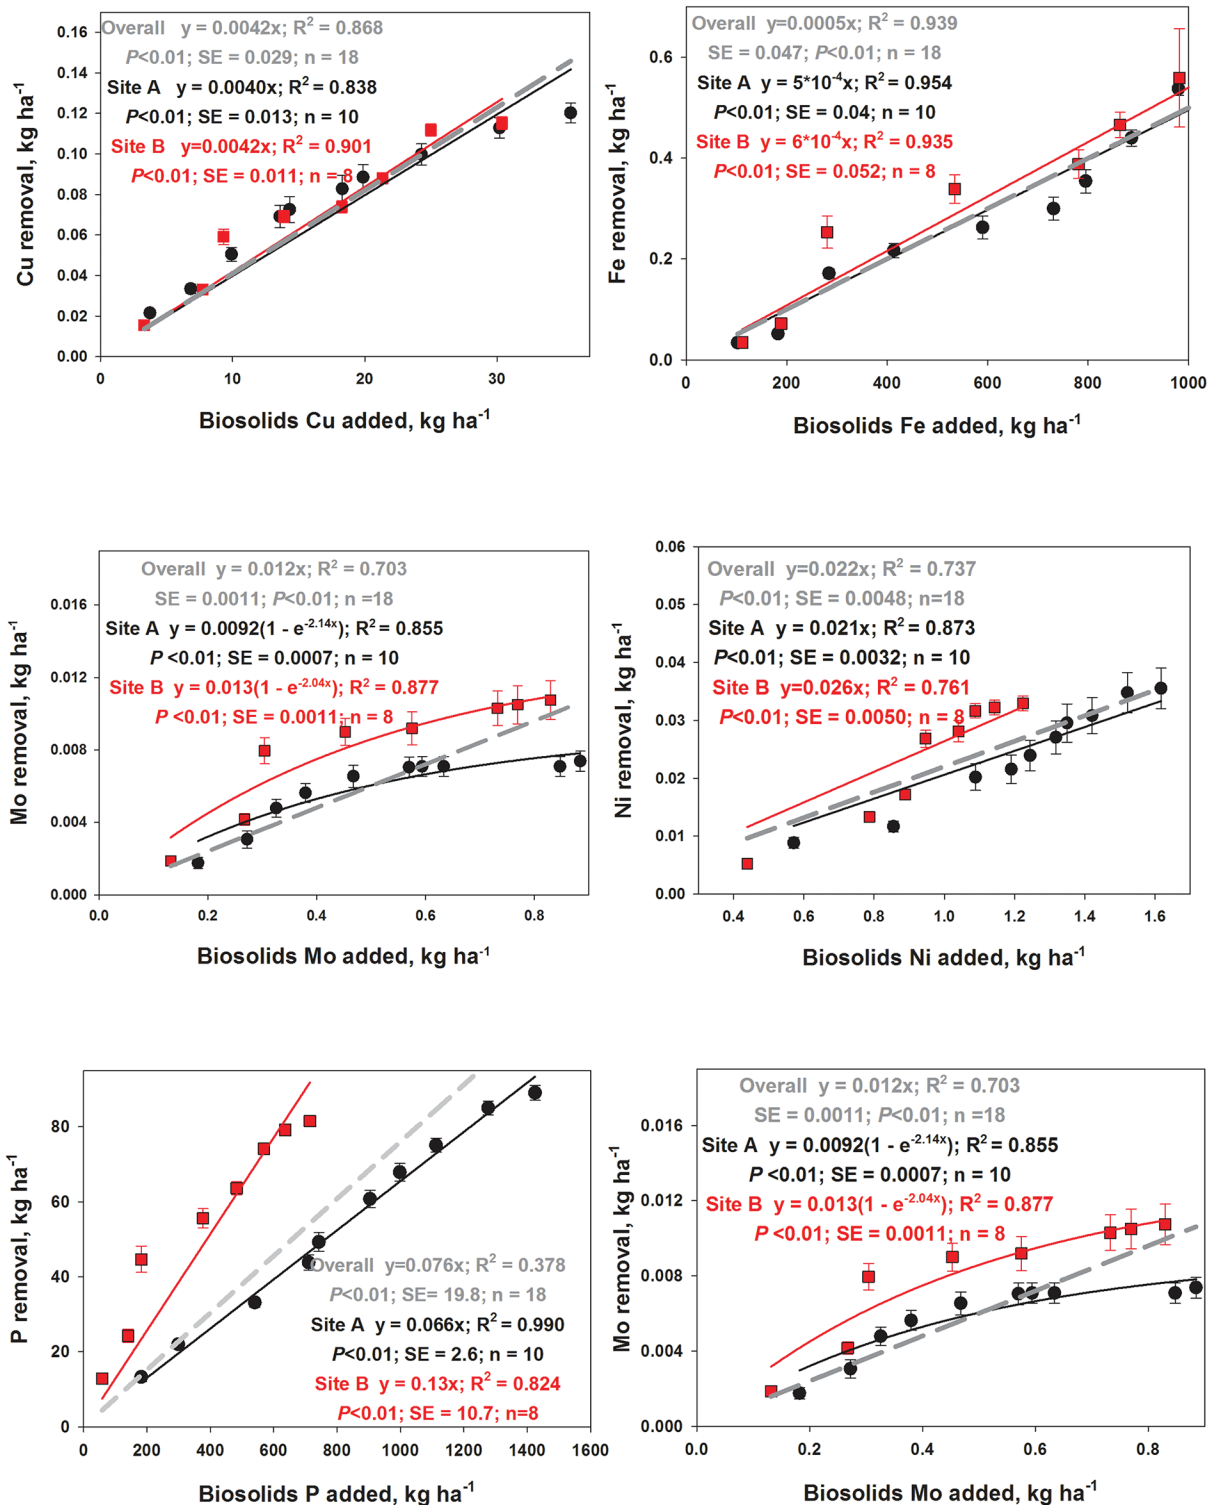 Overall y = 0.0042x; R² = 0.868
P<0.01; SE = 0.029; n = 18
Site A y = 0.0040x; R² = 0.838
P<0.01; SE = 0.013; n = 10
Site B y=0.0042x; R² = 0.901
P<0.01; SE = 0.011; n = 8
0.16
0.14
0.12
0.10
0.08
0.06
0.04
0.02
0.00
0 10 20 30
Cu removal, kg ha⁻¹
Biosolids Cu added, kg ha⁻¹
Overall y=0.0005x; R² = 0.939
SE = 0.047; P<0.01; n = 18
Site A y = 5*10⁻⁴x; R² = 0.954
P<0.01; SE = 0.04; n = 10
Site B y = 6*10⁻⁴x; R² = 0.935
P<0.01; SE = 0.052; n = 8
0.6
0.4
0.2
0.0
0 200 400 600 800 1000
Fe removal, kg ha⁻¹
Biosolids Fe added, kg ha⁻¹
Overall y = 0.012x; R² = 0.703
SE = 0.0011; P<0.01; n =18
Site A y = 0.0092(1 - e⁻²·¹⁴ˣ); R² = 0.855
P <0.01; SE = 0.0007; n = 10
Site B y = 0.013(1 - e⁻²·⁰⁴ˣ); R² = 0.877
P <0.01; SE = 0.0011; n = 8
0.016
0.012
0.008
0.004
0.000
0.0 0.2 0.4 0.6 0.8
Mo removal, kg ha⁻¹
Biosolids Mo added, kg ha⁻¹
Overall y=0.022x; R² = 0.737
P<0.01; SE = 0.0048; n=18
Site A y = 0.021x; R² = 0.873
P<0.01; SE = 0.0032; n = 10
Site B y=0.026x; R² = 0.761
P<0.01; SE = 0.0050; n = 8
0.06
0.05
0.04
0.03
0.02
0.01
0.00
0.4 0.6 0.8 1.0 1.2 1.4 1.6
Ni removal, kg ha⁻¹
Biosolids Ni added, kg ha⁻¹
80
60
40
20
0
Overall y=0.076x; R² = 0.378
P<0.01; SE= 19.8; n = 18
Site A y = 0.066x; R² = 0.990
P<0.01; SE = 2.6; n = 10
Site B y = 0.13x; R² = 0.824
P<0.01; SE = 10.7; n=8
0 200 400 600 800 1000 1200 1400 1600
P removal, kg ha⁻¹
Biosolids P added, kg ha⁻¹
Overall y = 0.012x; R² = 0.703
SE = 0.0011; P<0.01; n =18
Site A y = 0.0092(1 - e⁻²·¹⁴ˣ); R² = 0.855
P <0.01; SE = 0.0007; n = 10
Site B y = 0.013(1 - e⁻²·⁰⁴ˣ); R² = 0.877
P <0.01; SE = 0.0011; n = 8
0.016
0.012
0.008
0.004
0.000
0.0 0.2 0.4 0.6 0.8
Mo removal, kg ha⁻¹
Biosolids Mo added, kg ha⁻¹